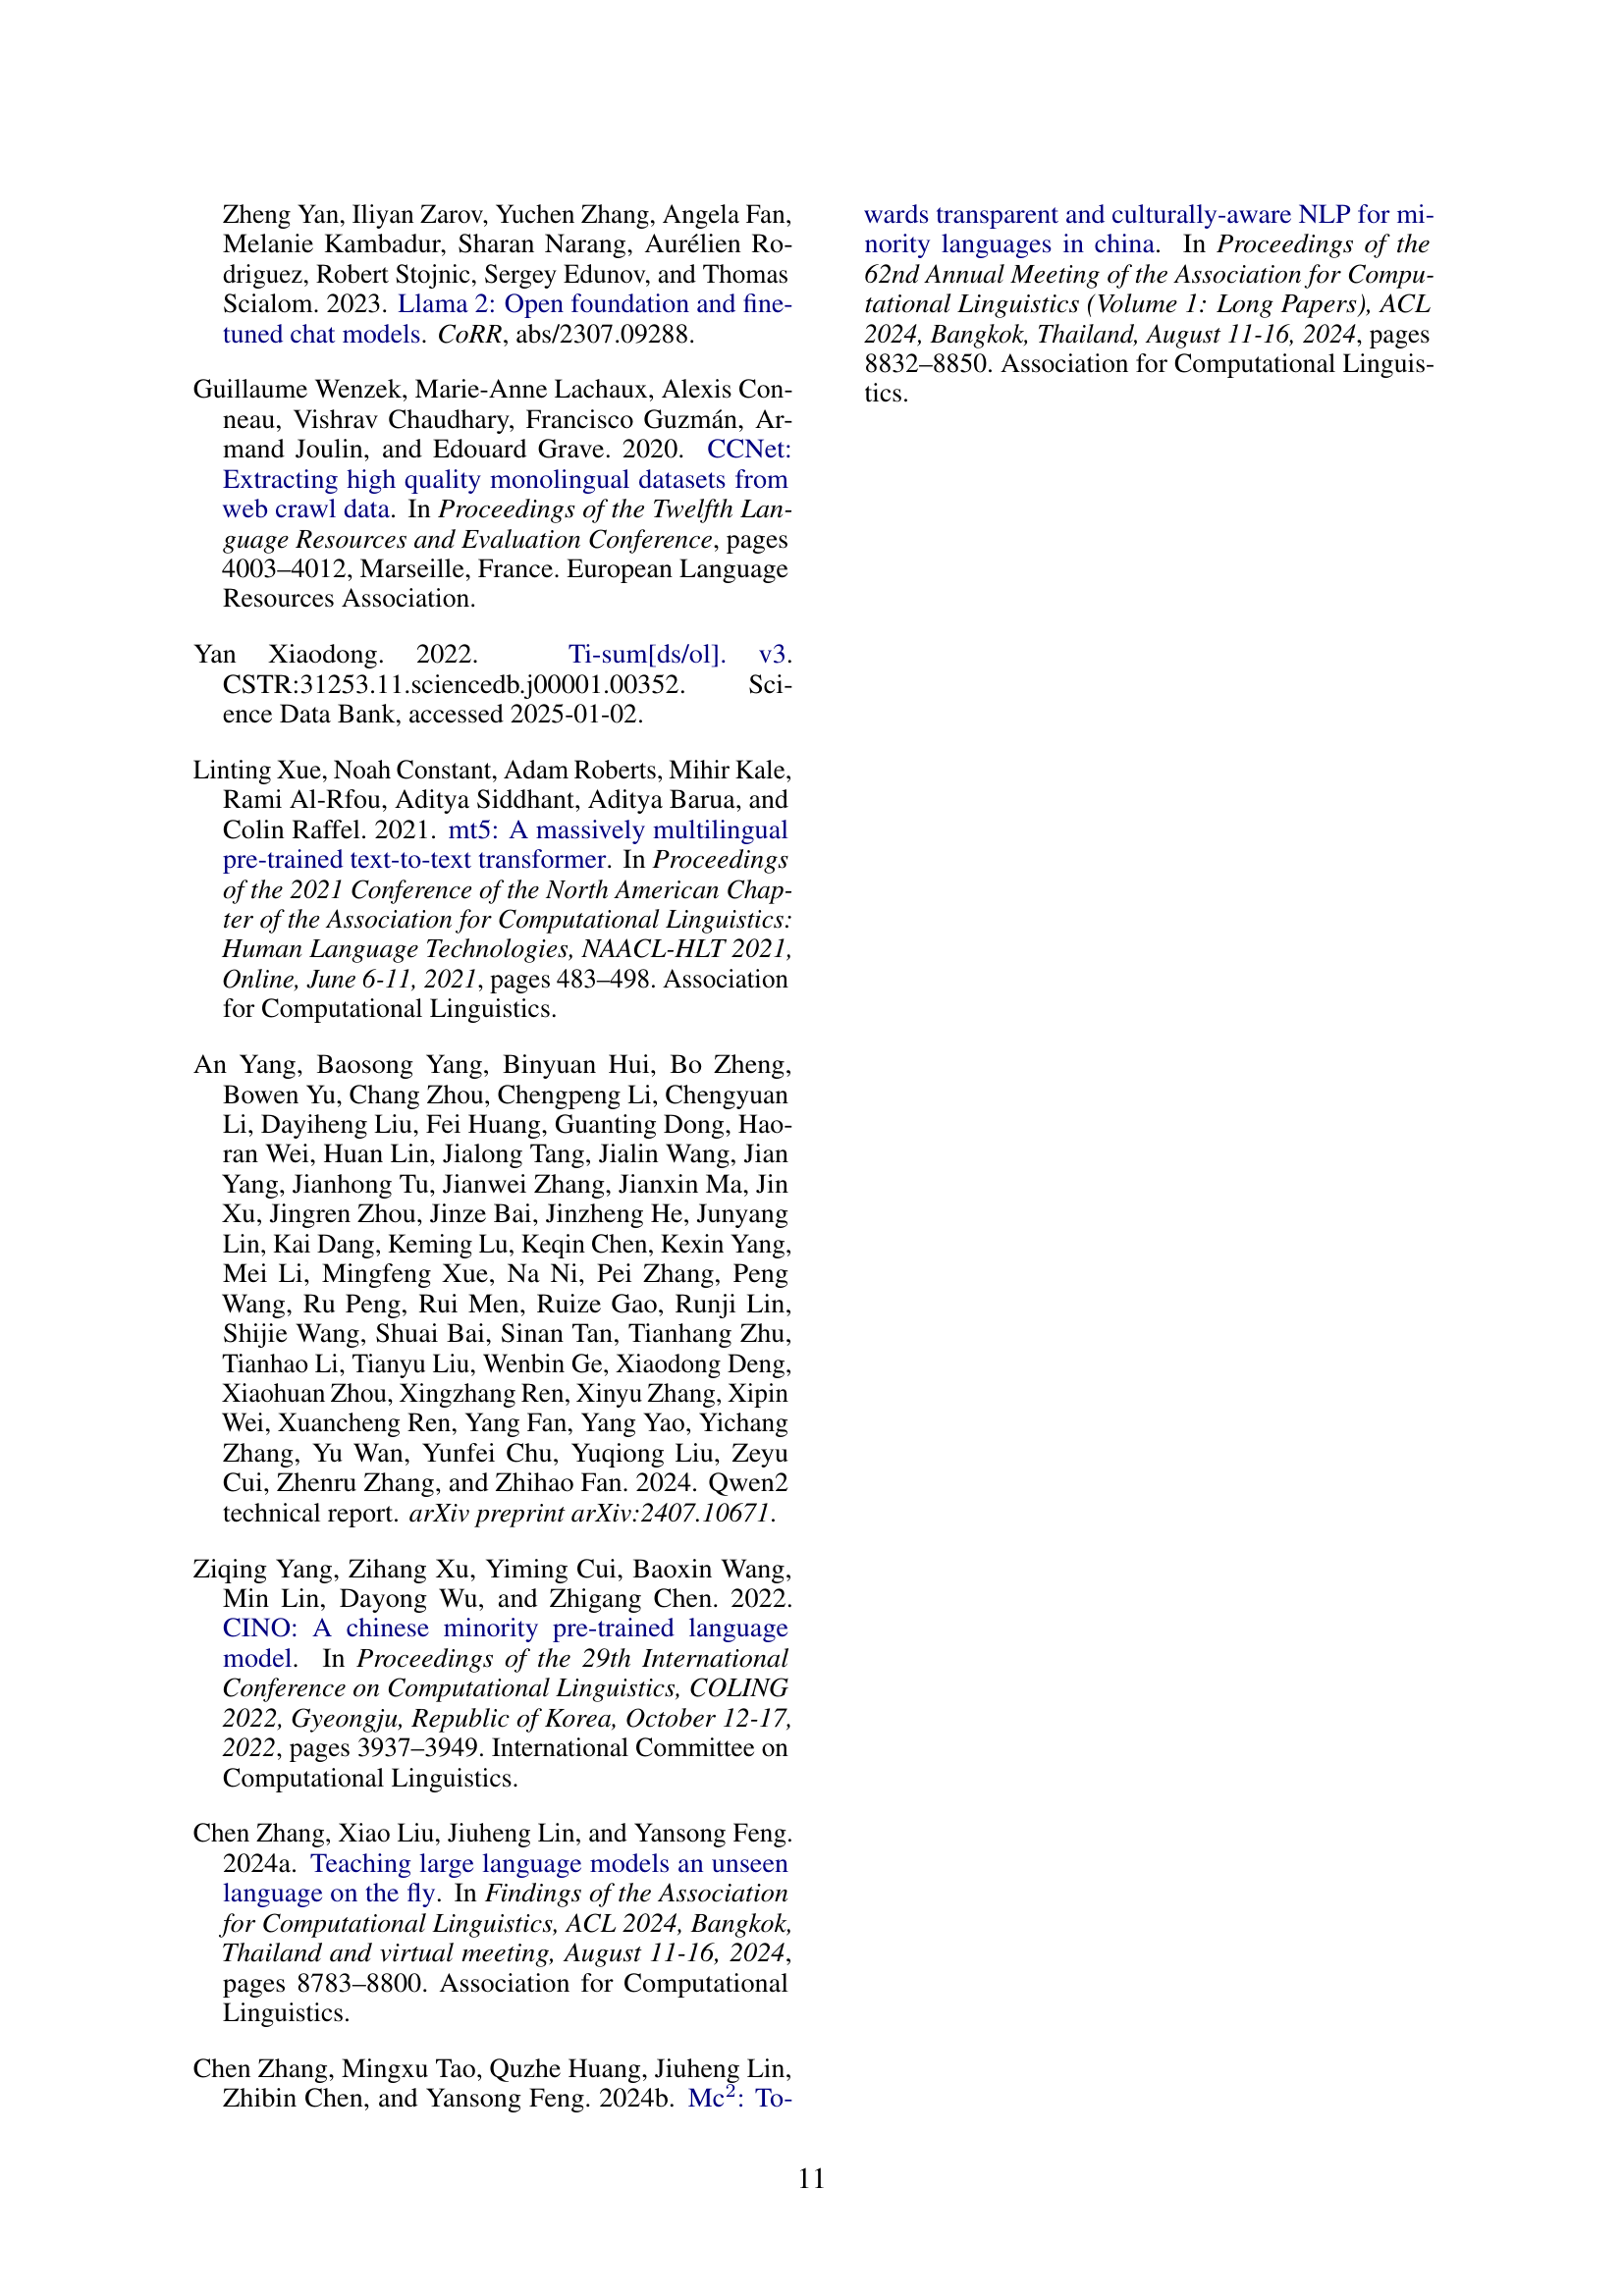 Zheng Yan, Iliyan Zarov, Yuchen Zhang, Angela Fan,
Melanie Kambadur, Sharan Narang, Aurélien Ro-
driguez, Robert Stojnic, Sergey Edunov, and Thomas
Scialom. 2023. Llama 2: Open foundation and fine-
tuned chat models. CoRR, abs/2307.09288.
Guillaume Wenzek, Marie-Anne Lachaux, Alexis Con-
neau, Vishrav Chaudhary, Francisco Guzmán, Ar-
mand Joulin, and Edouard Grave. 2020. CCNet:
Extracting high quality monolingual datasets from
web crawl data. In Proceedings of the Twelfth Lan-
guage Resources and Evaluation Conference, pages
4003–4012, Marseille, France. European Language
Resources Association.
Yan Xiaodong. 2022. Ti-sum[ds/ol]. v3.
CSTR:31253.11.sciencedb.j00001.00352. Sci-
ence Data Bank, accessed 2025-01-02.
Linting Xue, Noah Constant, Adam Roberts, Mihir Kale,
Rami Al-Rfou, Aditya Siddhant, Aditya Barua, and
Colin Raffel. 2021. mt5: A massively multilingual
pre-trained text-to-text transformer. In Proceedings
of the 2021 Conference of the North American Chap-
ter of the Association for Computational Linguistics:
Human Language Technologies, NAACL-HLT 2021,
Online, June 6-11, 2021, pages 483–498. Association
for Computational Linguistics.
An Yang, Baosong Yang, Binyuan Hui, Bo Zheng,
Bowen Yu, Chang Zhou, Chengpeng Li, Chengyuan
Li, Dayiheng Liu, Fei Huang, Guanting Dong, Hao-
ran Wei, Huan Lin, Jialong Tang, Jialin Wang, Jian
Yang, Jianhong Tu, Jianwei Zhang, Jianxin Ma, Jin
Xu, Jingren Zhou, Jinze Bai, Jinzheng He, Junyang
Lin, Kai Dang, Keming Lu, Keqin Chen, Kexin Yang,
Mei Li, Mingfeng Xue, Na Ni, Pei Zhang, Peng
Wang, Ru Peng, Rui Men, Ruize Gao, Runji Lin,
Shijie Wang, Shuai Bai, Sinan Tan, Tianhang Zhu,
Tianhao Li, Tianyu Liu, Wenbin Ge, Xiaodong Deng,
Xiaohuan Zhou, Xingzhang Ren, Xinyu Zhang, Xipin
Wei, Xuancheng Ren, Yang Fan, Yang Yao, Yichang
Zhang, Yu Wan, Yunfei Chu, Yuqiong Liu, Zeyu
Cui, Zhenru Zhang, and Zhihao Fan. 2024. Qwen2
technical report. arXiv preprint arXiv:2407.10671.
Ziqing Yang, Zihang Xu, Yiming Cui, Baoxin Wang,
Min Lin, Dayong Wu, and Zhigang Chen. 2022.
CINO: A chinese minority pre-trained language
model. In Proceedings of the 29th International
Conference on Computational Linguistics, COLING
2022, Gyeongju, Republic of Korea, October 12-17,
2022, pages 3937–3949. International Committee on
Computational Linguistics.
Chen Zhang, Xiao Liu, Jiuheng Lin, and Yansong Feng.
2024a. Teaching large language models an unseen
language on the fly. In Findings of the Association
for Computational Linguistics, ACL 2024, Bangkok,
Thailand and virtual meeting, August 11-16, 2024,
pages 8783–8800. Association for Computational
Linguistics.
Chen Zhang, Mingxu Tao, Quzhe Huang, Jiuheng Lin,
Zhibin Chen, and Yansong Feng. 2024b. Mc²: To-
wards transparent and culturally-aware NLP for mi-
nority languages in china. In Proceedings of the
62nd Annual Meeting of the Association for Compu-
tational Linguistics (Volume 1: Long Papers), ACL
2024, Bangkok, Thailand, August 11-16, 2024, pages
8832–8850. Association for Computational Linguis-
tics.
11